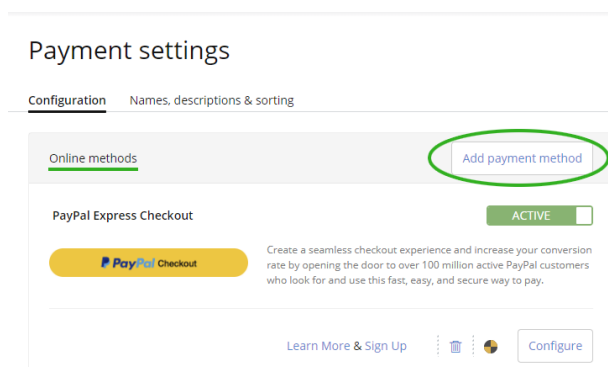 Payment settings
Configuration Names, descriptions & sorting
Online methods Add payment method
PayPal Express Checkout ACTIVE
PayPal Checkout
Create a seamless checkout experience and increase your conversion
rate by opening the door to over 100 million active PayPal customers
who look for and use this fast, easy, and secure way to pay.
Learn More & Sign Up Configure